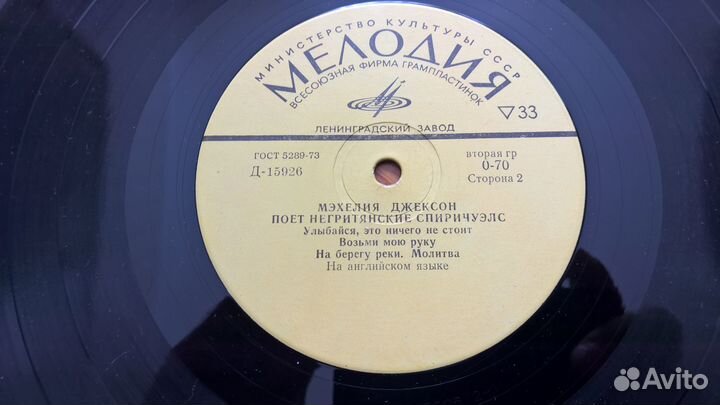 МИНИСТЕРСТВО КУЛЬТУРЫ СССР
МЕЛОДИЯ
ВСЕСОЮЗНАЯ ФИРМА ГРАМПЛАСТИНОК
▽33
ЛЕНИНГРАДСКИЙ ЗАВОД
ГОСТ 5289-73
вторая гр
Д-15926
0-70
Сторона 2
МЭХЕЛИЯ ДЖЕКСОН
ПОЕТ НЕГРИТЯНСКИЕ СПИРИЧУЭЛС
Улыбайся, это ничего не стоит
Возьми мою руку
На берегу реки. Молитва
На английском языке
Avito